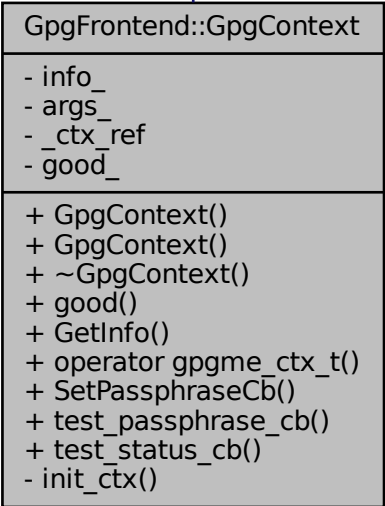 GpgFrontend::GpgContext
- info_
- args_
- _ctx_ref
- good_
+ GpgContext()
+ GpgContext()
+ ~GpgContext()
+ good()
+ GetInfo()
+ operator gpgme_ctx_t()
+ SetPassphraseCb()
+ test_passphrase_cb()
+ test_status_cb()
- init_ctx()